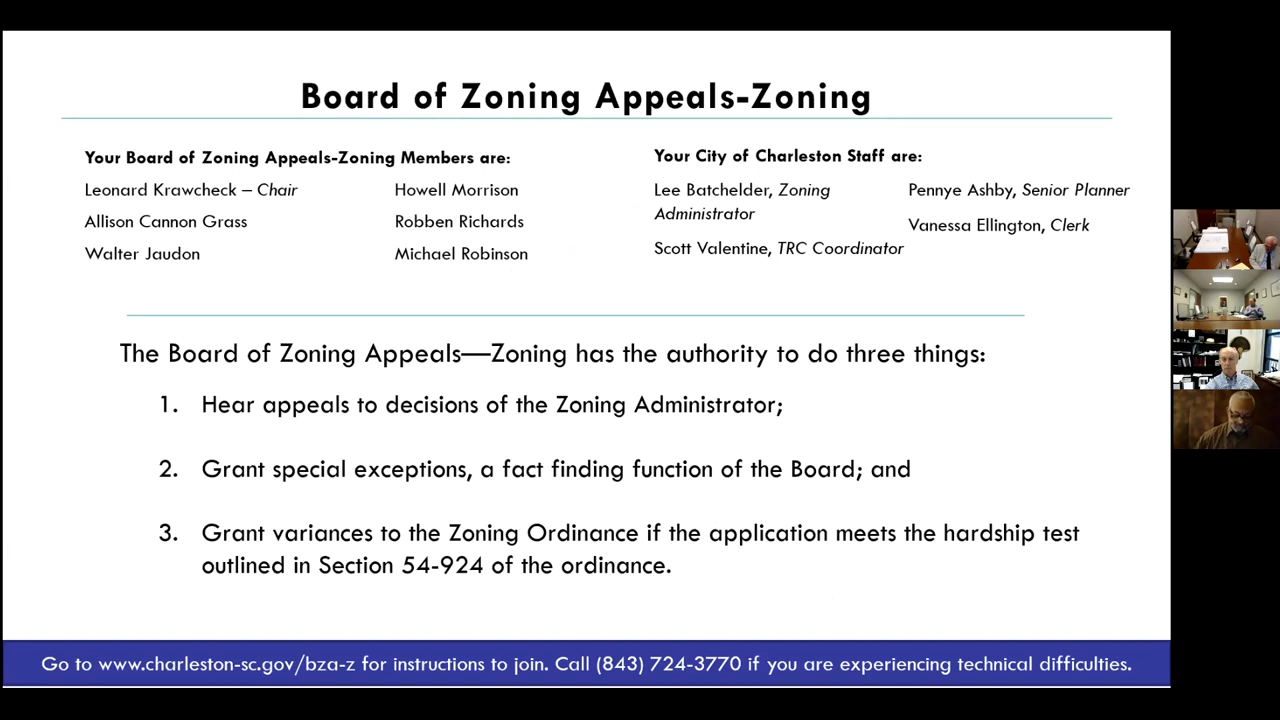 Board of Zoning Appeals-Zoning
Your Board of Zoning Appeals-Zoning Members are:
Leonard Krawcheck – Chair
Allison Cannon Grass
Walter Jaudon
Howell Morrison
Robben Richards
Michael Robinson
Your City of Charleston Staff are:
Lee Batchelder, Zoning
Administrator
Scott Valentine, TRC Coordinator
Pennye Ashby, Senior Planner
Vanessa Ellington, Clerk
The Board of Zoning Appeals—Zoning has the authority to do three things:
1. Hear appeals to decisions of the Zoning Administrator;
2. Grant special exceptions, a fact finding function of the Board; and
3. Grant variances to the Zoning Ordinance if the application meets the hardship test
outlined in Section 54-924 of the ordinance.
Go to www.charleston-sc.gov/bza-z for instructions to join. Call (843) 724-3770 if you are experiencing technical difficulties.